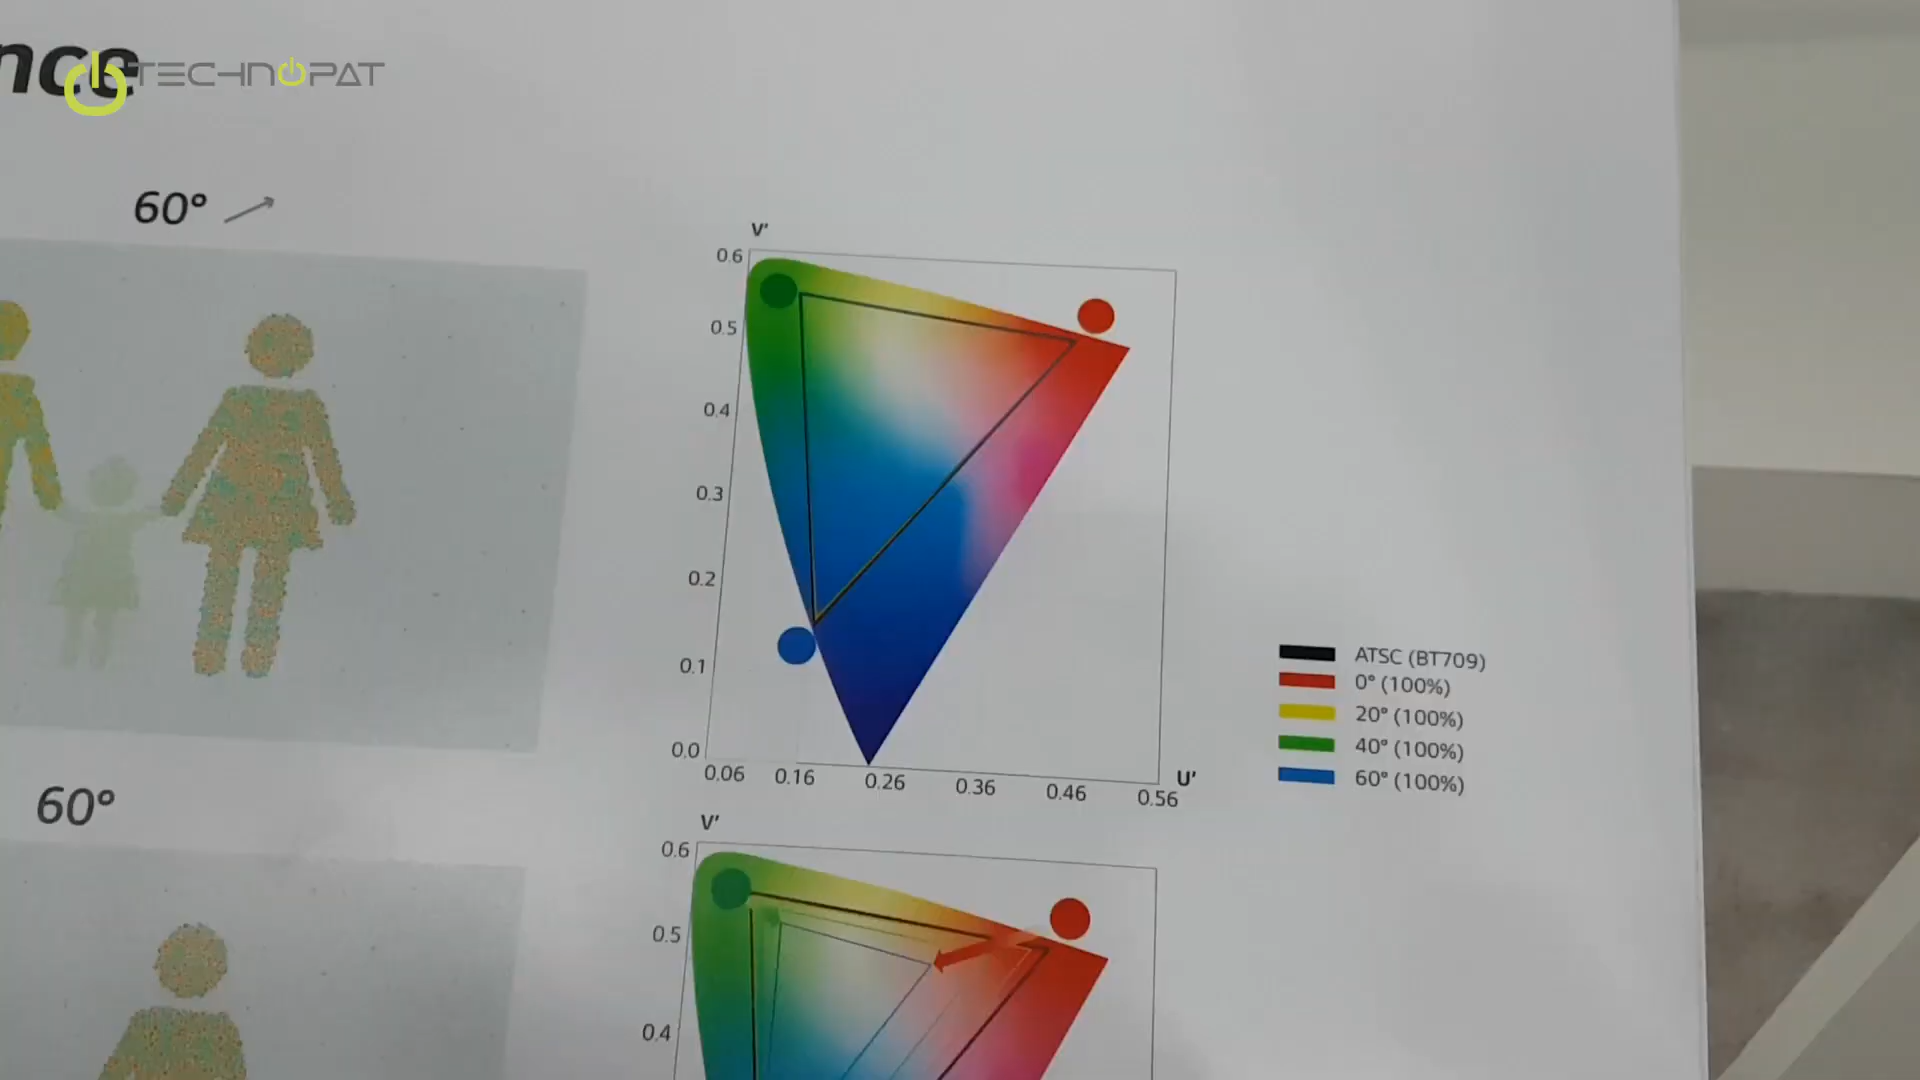 nce
TECHNOPAT
60°
V'
0.6
0.5
0.4
0.3
0.2
0.1
0.0
0.06 0.16 0.26 0.36 0.46 0.56 U'
ATSC (BT709)
0° (100%)
20° (100%)
40° (100%)
60° (100%)
60°
V'
0.6
0.5
0.4